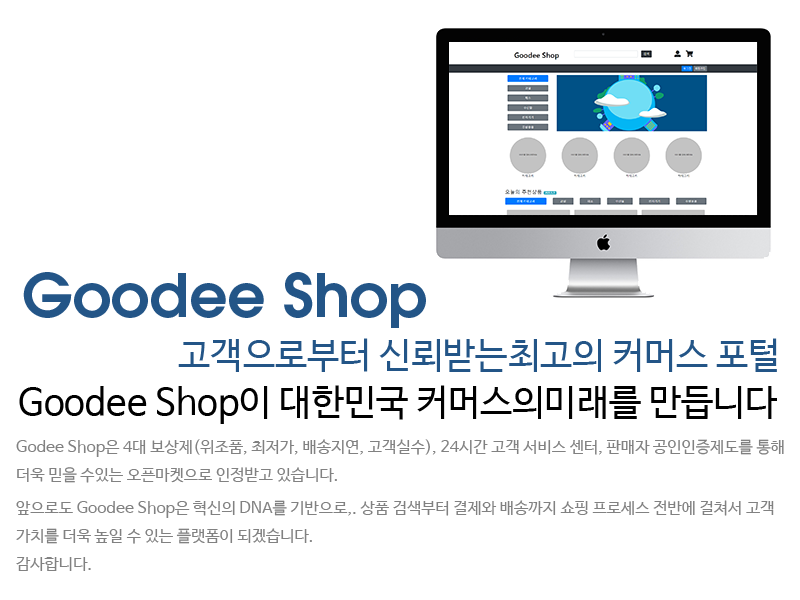 Goodee Shop
오늘의 추천상품
Goodee Shop
고객으로부터 신뢰받는최고의 커머스 포털
Goodee Shop이 대한민국 커머스의미래를 만듭니다
Godee Shop은 4대 보상제(위조품, 최저가, 배송지연, 고객실수), 24시간 고객 서비스 센터, 판매자 공인인증제도를 통해
더욱 믿을 수있는 오픈마켓으로 인정받고 있습니다.
앞으로도 Goodee Shop은 혁신의 DNA를 기반으로,. 상품 검색부터 결제와 배송까지 쇼핑 프로세스 전반에 걸쳐서 고객
가치를 더욱 높일 수 있는 플랫폼이 되겠습니다.
감사합니다.